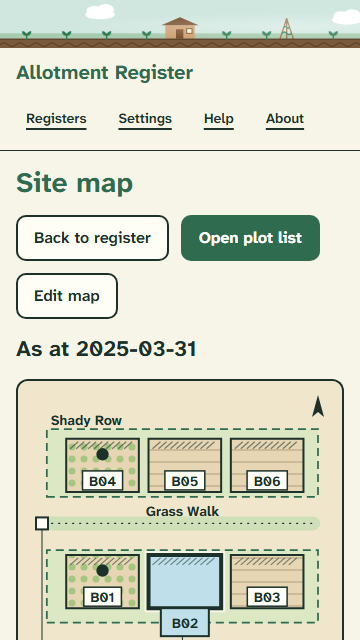 Allotment Register
Registers Settings Help About
Site map
Back to register
Open plot list
Edit map
As at 2025-03-31
Shady Row
B04 B05 B06
Grass Walk
B01 B03
B02